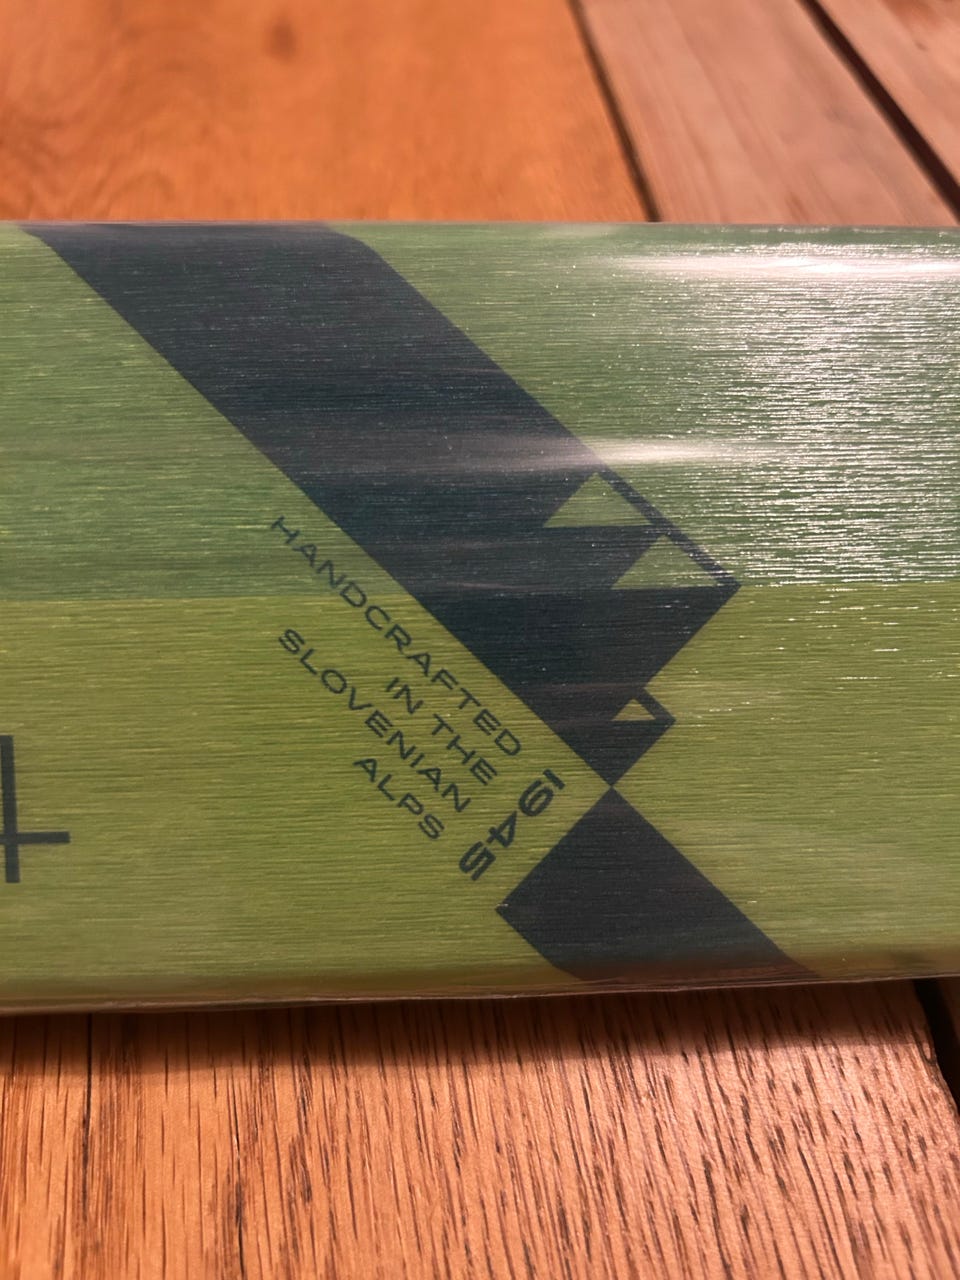 HANDCRAFTED
IN THE
SLOVENIAN
ALPS
1945